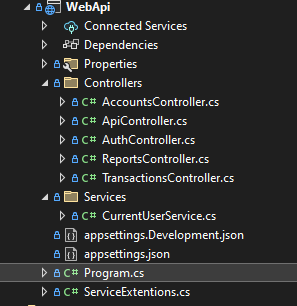 WebApi
Connected Services
Dependencies
Properties
Controllers
C# AccountsController.cs
C# ApiController.cs
C# AuthController.cs
C# ReportsController.cs
C# TransactionsController.cs
Services
C# CurrentUserService.cs
appsettings.Development.json
appsettings.json
C# Program.cs
C# ServiceExtentions.cs